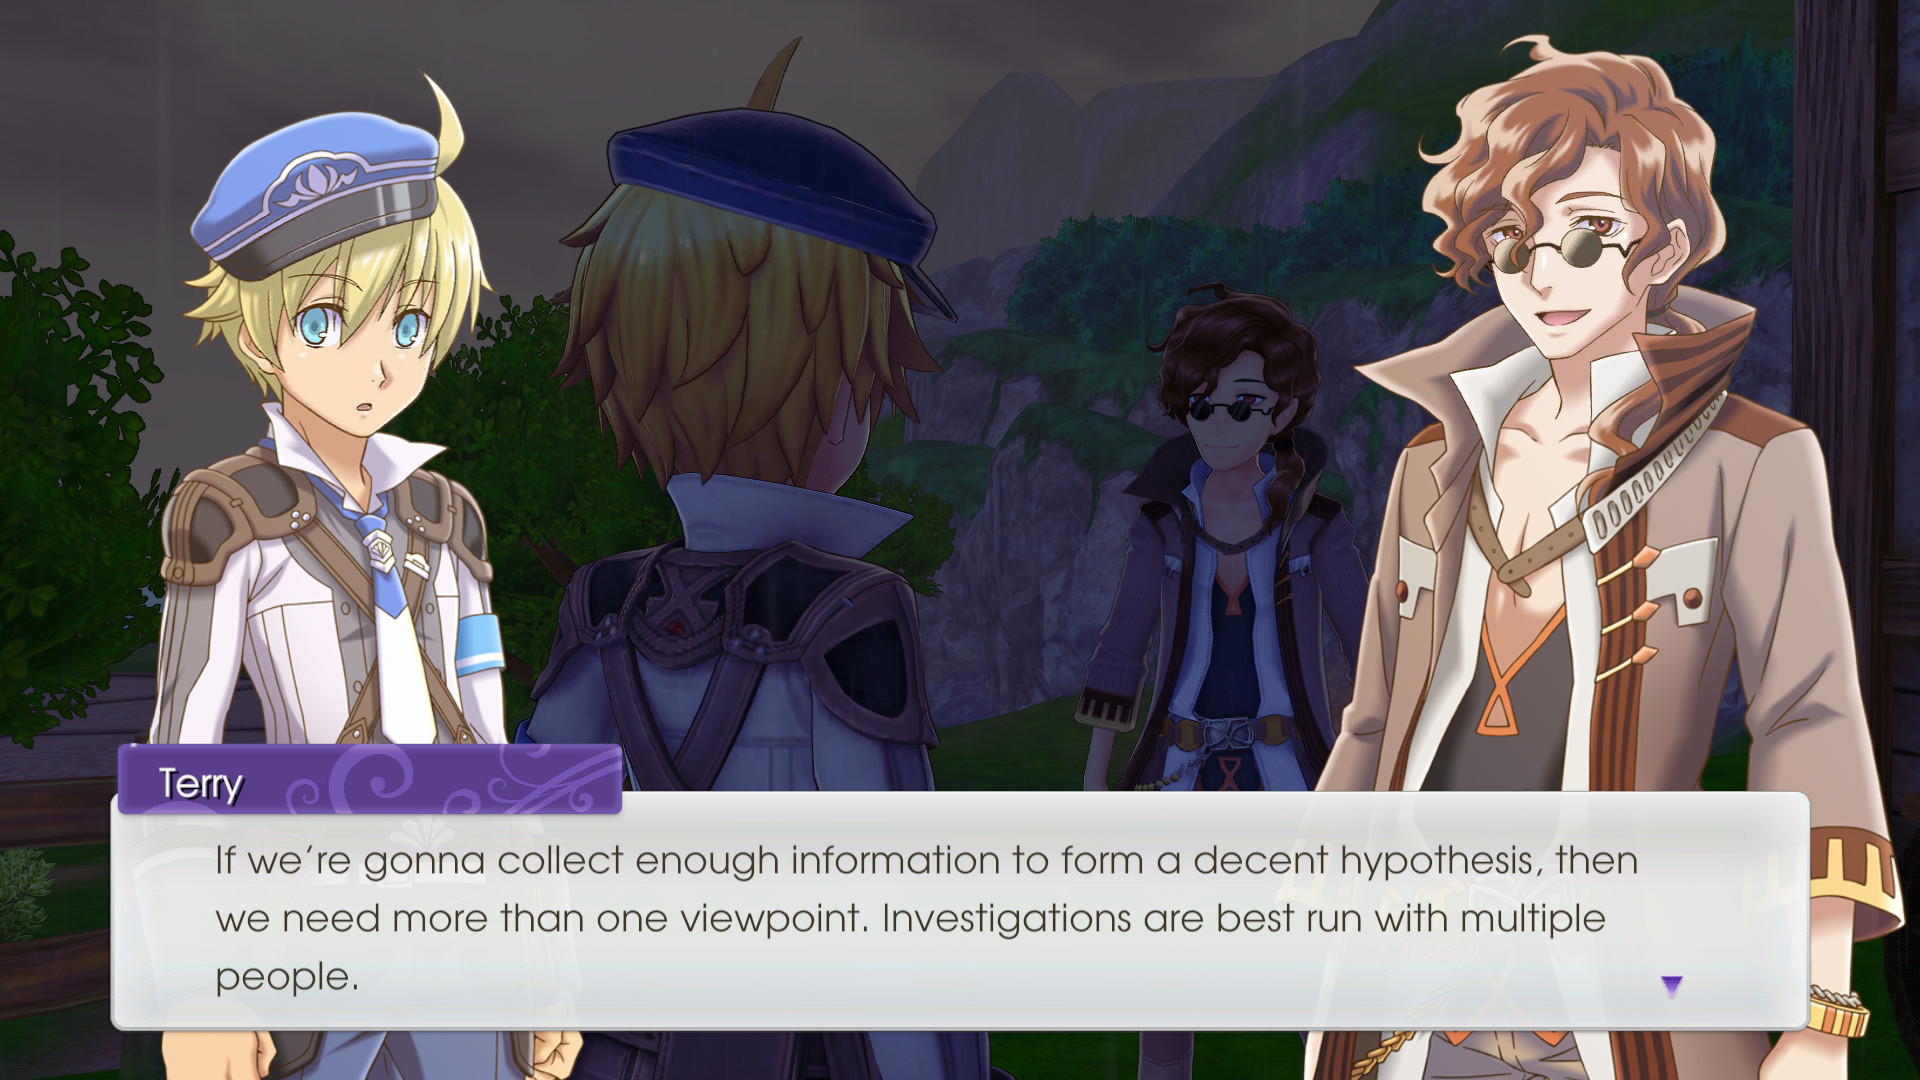 Terry
If we're gonna collect enough information to form a decent hypothesis, then
we need more than one viewpoint. Investigations are best run with multiple
people.